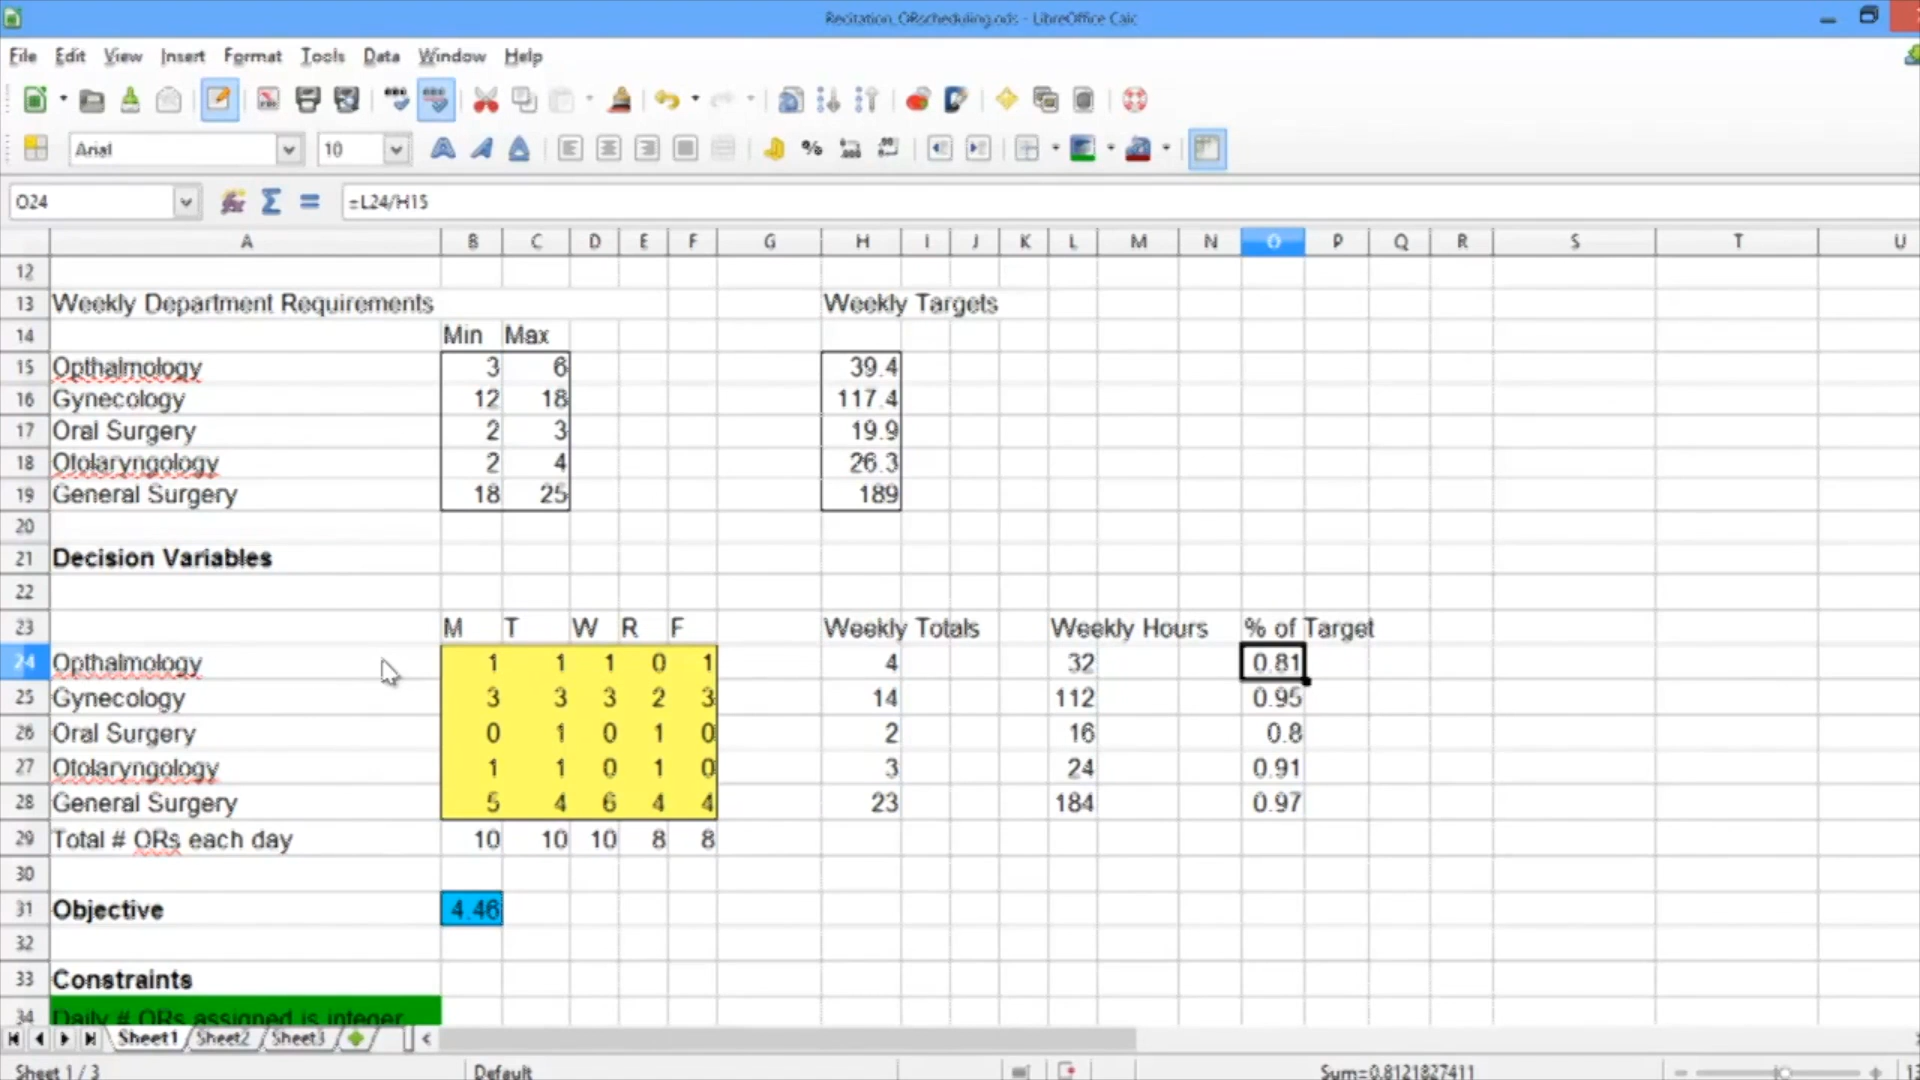 Recitation_ORscheduling.ods - LibreOffice Calc
File Edit View Insert Format Tools Data Window Help
Arial 10
O24 =L24/H15
A B C D E F G H I J K L M N O P Q R S T U
12
13 Weekly Department Requirements Weekly Targets
14 Min Max
15 Opthalmology 3 6 39.4
16 Gynecology 12 18 117.4
17 Oral Surgery 2 3 19.9
18 Otolaryngology 2 4 26.3
19 General Surgery 18 25 189
20
21 Decision Variables
22
23 M T W R F Weekly Totals Weekly Hours % of Target
24 Opthalmology 1 1 1 0 1 4 32 0.81
25 Gynecology 3 3 3 2 3 14 112 0.95
26 Oral Surgery 0 1 0 1 0 2 16 0.8
27 Otolaryngology 1 1 0 1 0 3 24 0.91
28 General Surgery 5 4 6 4 4 23 184 0.97
29 Total # ORs each day 10 10 10 8 8
30
31 Objective 4.46
32
33 Constraints
34 Daily # ORs assigned is integer
Sheet1 Sheet2 Sheet3
Sheet 1 / 3 Default Sum=0.8121827411